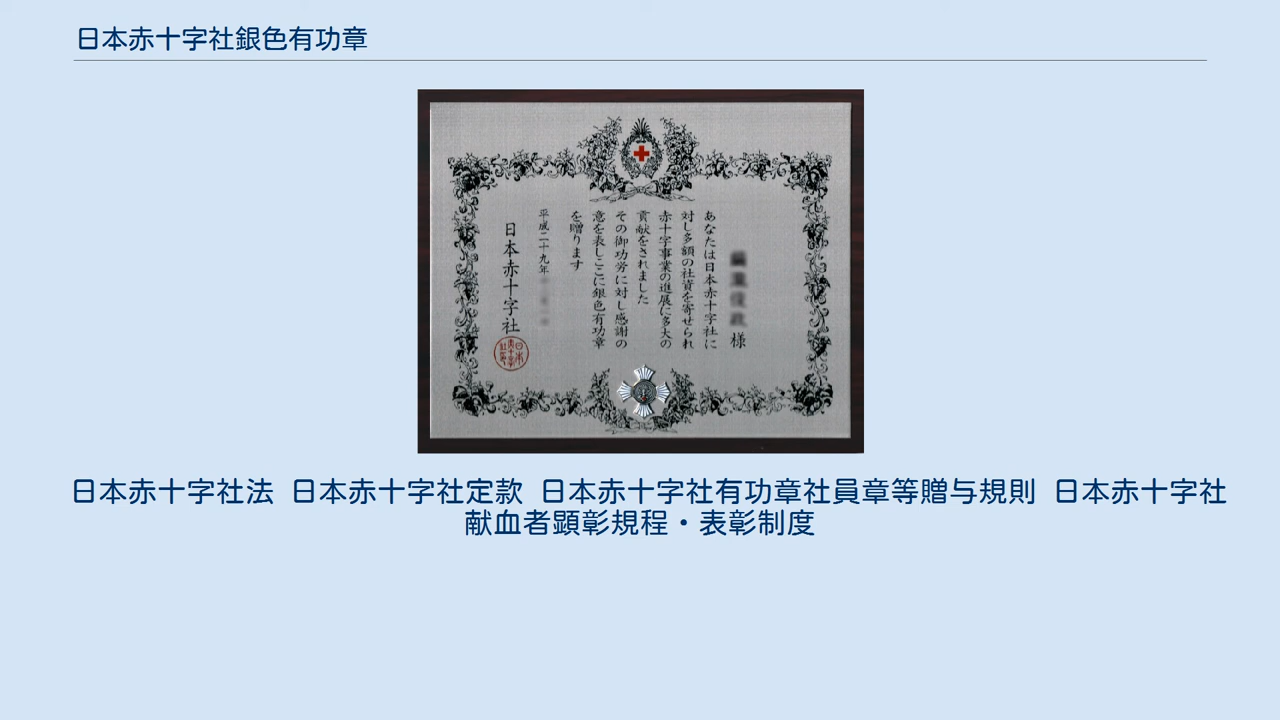 日本赤十字社銀色有功章
様
あなたは日本赤十字社に
対し多額の社資を寄せられ
赤十字事業の進展に多大の
貢献をされました
その御功労に対し感謝の
意を表しここに銀色有功章
を贈ります
平成二十九年
日本赤十字社
日本赤十字社法 日本赤十字社定款 日本赤十字社有功章社員章等贈与規則 日本赤十字社
献血者顕彰規程・表彰制度